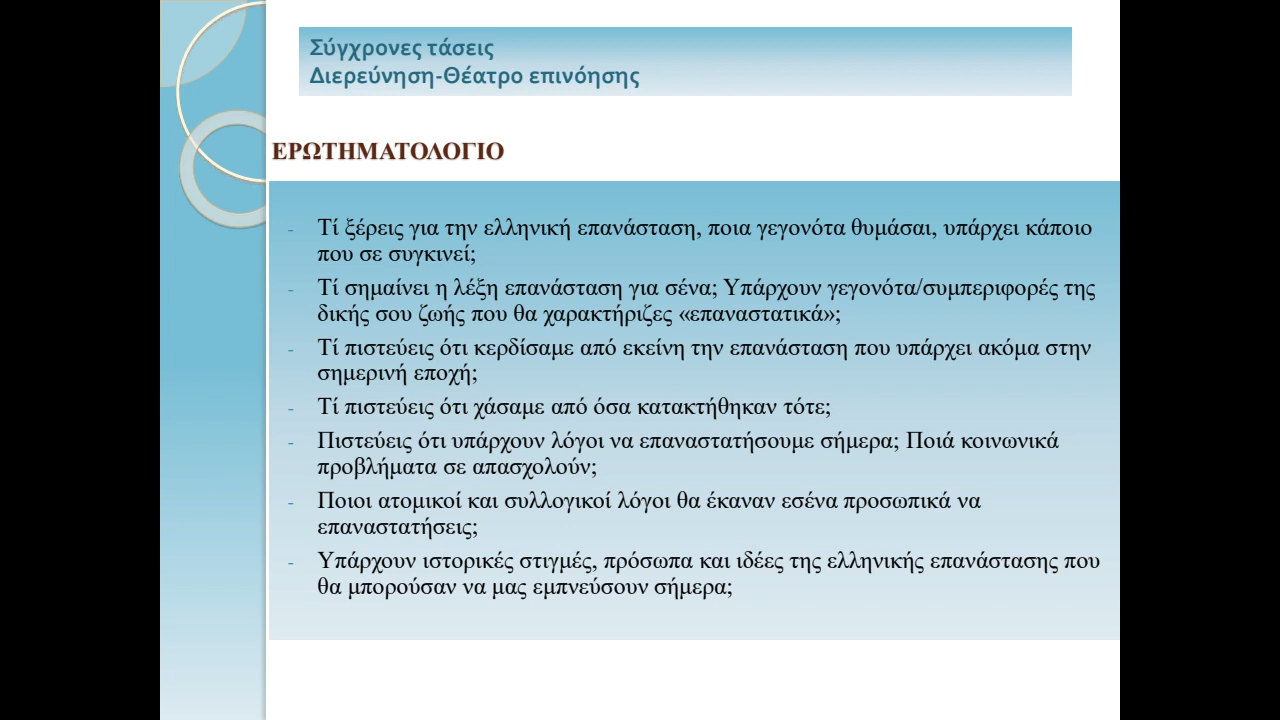 Σύγχρονες τάσεις
Διερεύνηση-Θέατρο επινόησης
ΕΡΩΤΗΜΑΤΟΛΟΓΙΟ
- Τί ξέρεις για την ελληνική επανάσταση, ποια γεγονότα θυμάσαι, υπάρχει κάποιο
που σε συγκινεί;
- Τί σημαίνει η λέξη επανάσταση για σένα; Υπάρχουν γεγονότα/συμπεριφορές της
δικής σου ζωής που θα χαρακτήριζες «επαναστατικά»;
- Τί πιστεύεις ότι κερδίσαμε από εκείνη την επανάσταση που υπάρχει ακόμα στην
σημερινή εποχή;
- Τί πιστεύεις ότι χάσαμε από όσα κατακτήθηκαν τότε;
- Πιστεύεις ότι υπάρχουν λόγοι να επαναστατήσουμε σήμερα; Ποιά κοινωνικά
προβλήματα σε απασχολούν;
- Ποιοι ατομικοί και συλλογικοί λόγοι θα έκαναν εσένα προσωπικά να
επαναστατήσεις;
- Υπάρχουν ιστορικές στιγμές, πρόσωπα και ιδέες της ελληνικής επανάστασης που
θα μπορούσαν να μας εμπνεύσουν σήμερα;